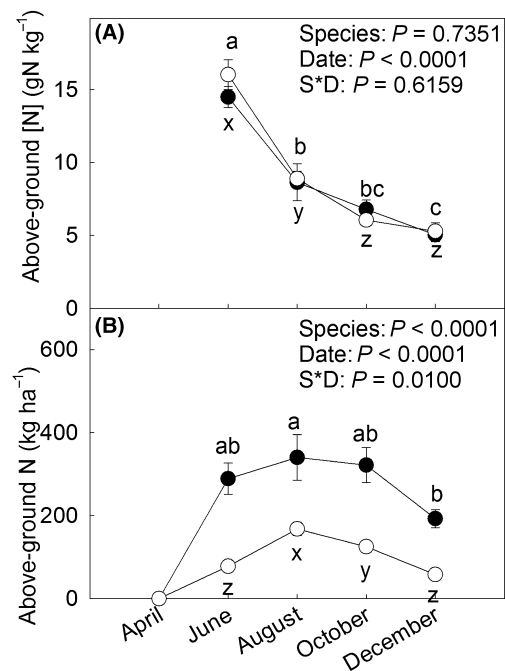 (A)
Species: P = 0.7351
Date: P < 0.0001
S*D: P = 0.6159
Above-ground [N] (gN kg⁻¹)
15
10
5
0
a
x
b
y
bc
z
c
z
(B)
Species: P < 0.0001
Date: P < 0.0001
S*D: P = 0.0100
Above-ground N (kg ha⁻¹)
600
400
200
0
ab
z
a
x
ab
y
b
z
April
June
August
October
December